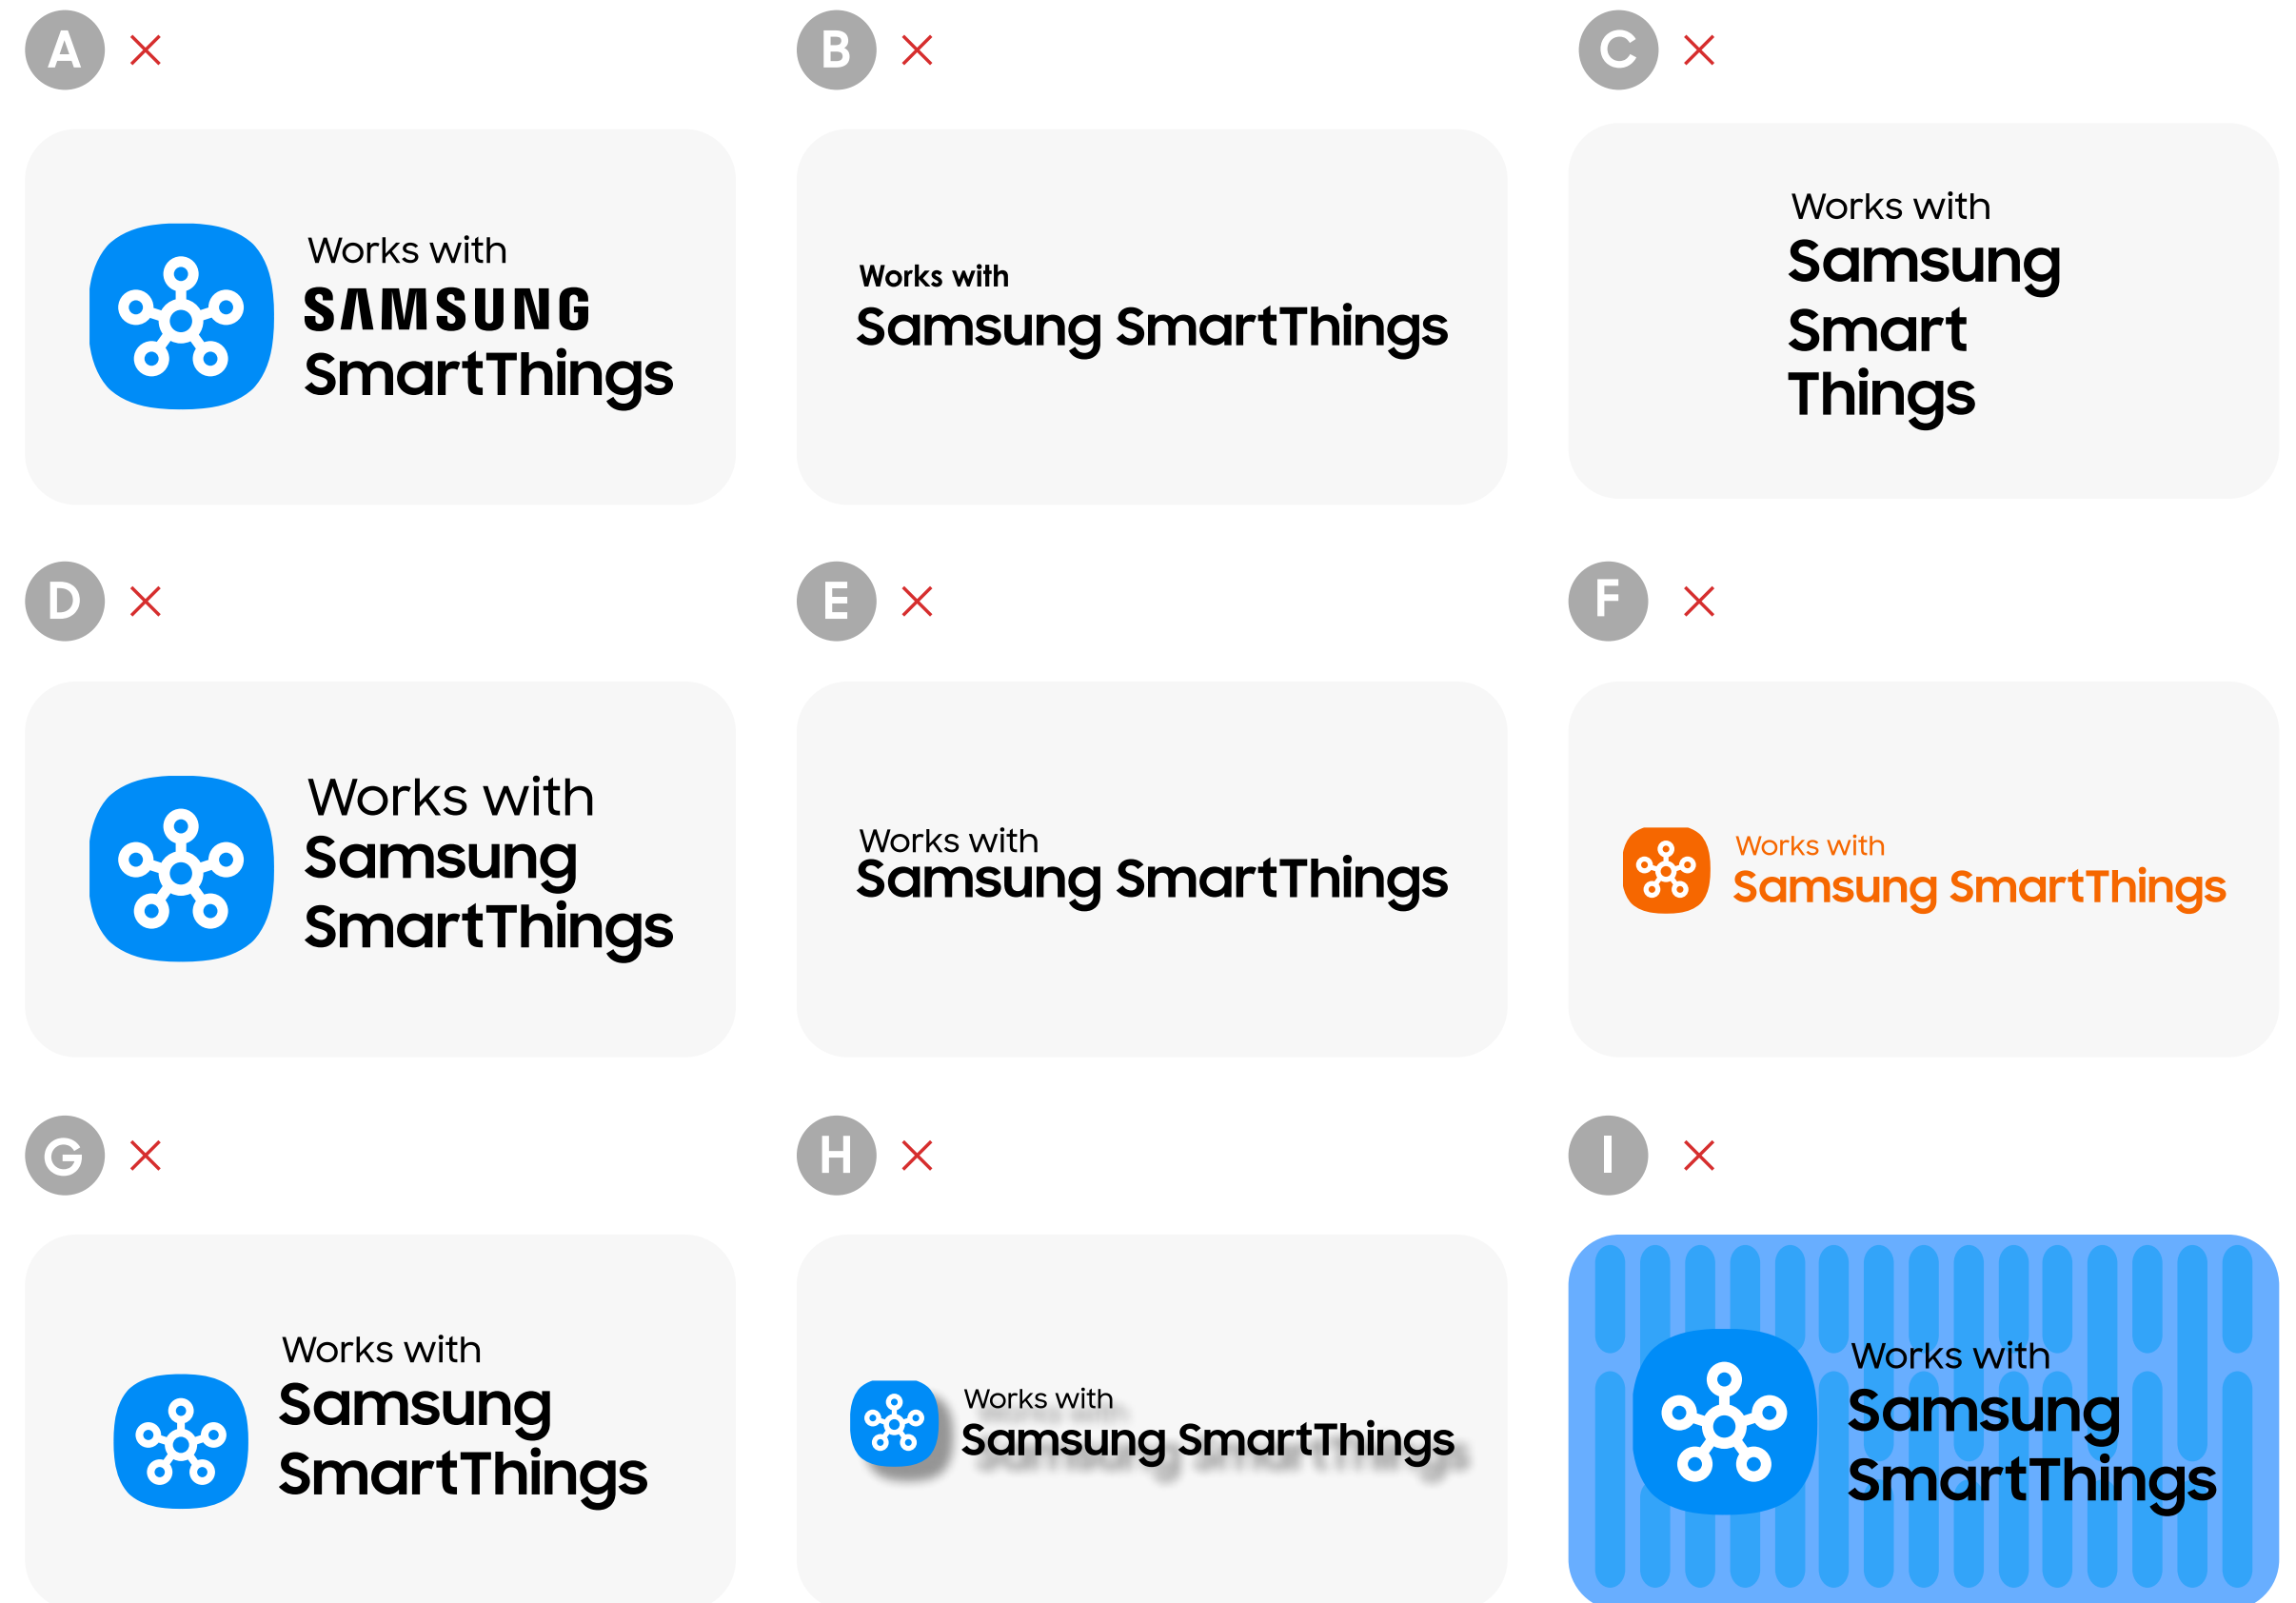 A
B
C
Works with
SAMSUNG
SmartThings
Works with
Samsung SmartThings
Works with
Samsung
Smart
Things
D
E
F
Works with
Samsung
SmartThings
Works with
Samsung SmartThings
Works with
Samsung SmartThings
G
H
I
Works with
Samsung
SmartThings
Works with
Samsung SmartThings
Works with
Samsung
SmartThings